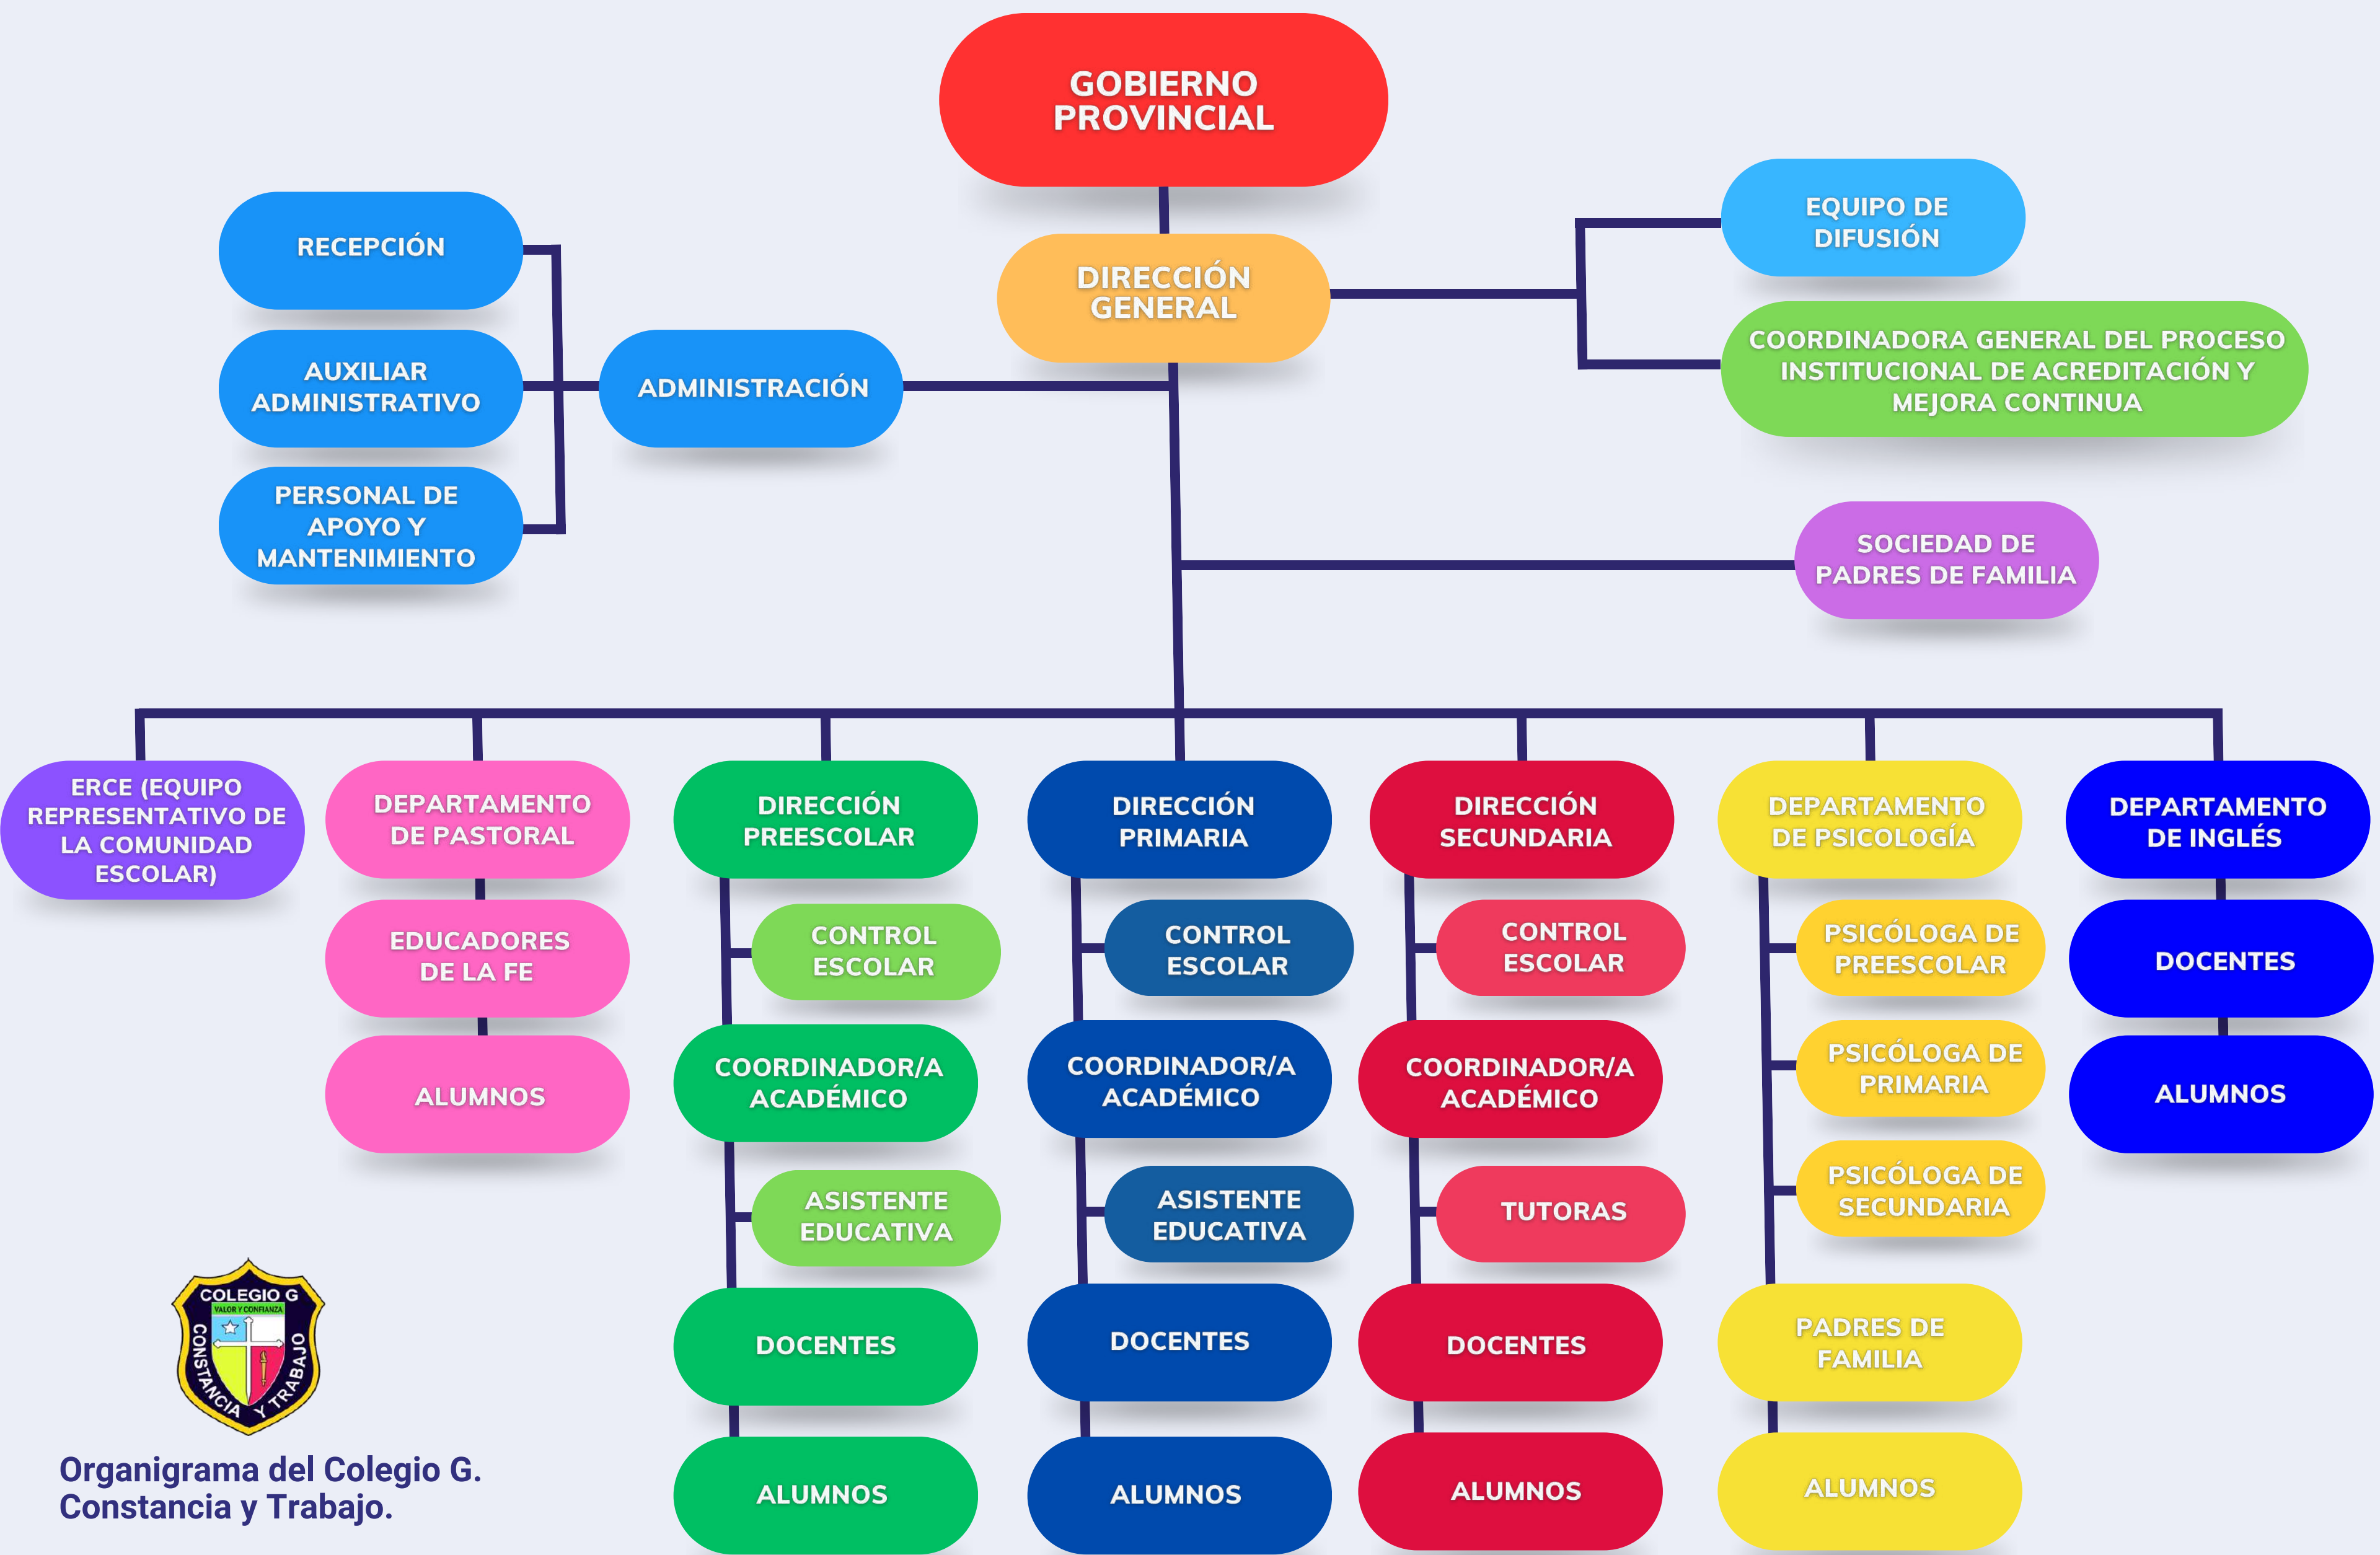 GOBIERNO
PROVINCIAL
DIRECCIÓN
GENERAL
EQUIPO DE
DIFUSIÓN
COORDINADORA GENERAL DEL PROCESO
INSTITUCIONAL DE ACREDITACIÓN Y
MEJORA CONTINUA
RECEPCIÓN
AUXILIAR
ADMINISTRATIVO
PERSONAL DE
APOYO Y
MANTENIMIENTO
ADMINISTRACIÓN
SOCIEDAD DE
PADRES DE FAMILIA
ERCE (EQUIPO
REPRESENTATIVO DE
LA COMUNIDAD
ESCOLAR)
DEPARTAMENTO
DE PASTORAL
EDUCADORES
DE LA FE
ALUMNOS
DIRECCIÓN
PREESCOLAR
CONTROL
ESCOLAR
COORDINADOR/A
ACADÉMICO
ASISTENTE
EDUCATIVA
DOCENTES
ALUMNOS
DIRECCIÓN
PRIMARIA
CONTROL
ESCOLAR
COORDINADOR/A
ACADÉMICO
ASISTENTE
EDUCATIVA
DOCENTES
ALUMNOS
DIRECCIÓN
SECUNDARIA
CONTROL
ESCOLAR
COORDINADOR/A
ACADÉMICO
TUTORAS
DOCENTES
ALUMNOS
DEPARTAMENTO
DE PSICOLOGÍA
PSICÓLOGA DE
PREESCOLAR
PSICÓLOGA DE
PRIMARIA
PSICÓLOGA DE
SECUNDARIA
PADRES DE
FAMILIA
ALUMNOS
DEPARTAMENTO
DE INGLÉS
DOCENTES
ALUMNOS
COLEGIO G
VALOR Y CONFIANZA
CONSTANCIA Y TRABAJO
Organigrama del Colegio G.
Constancia y Trabajo.